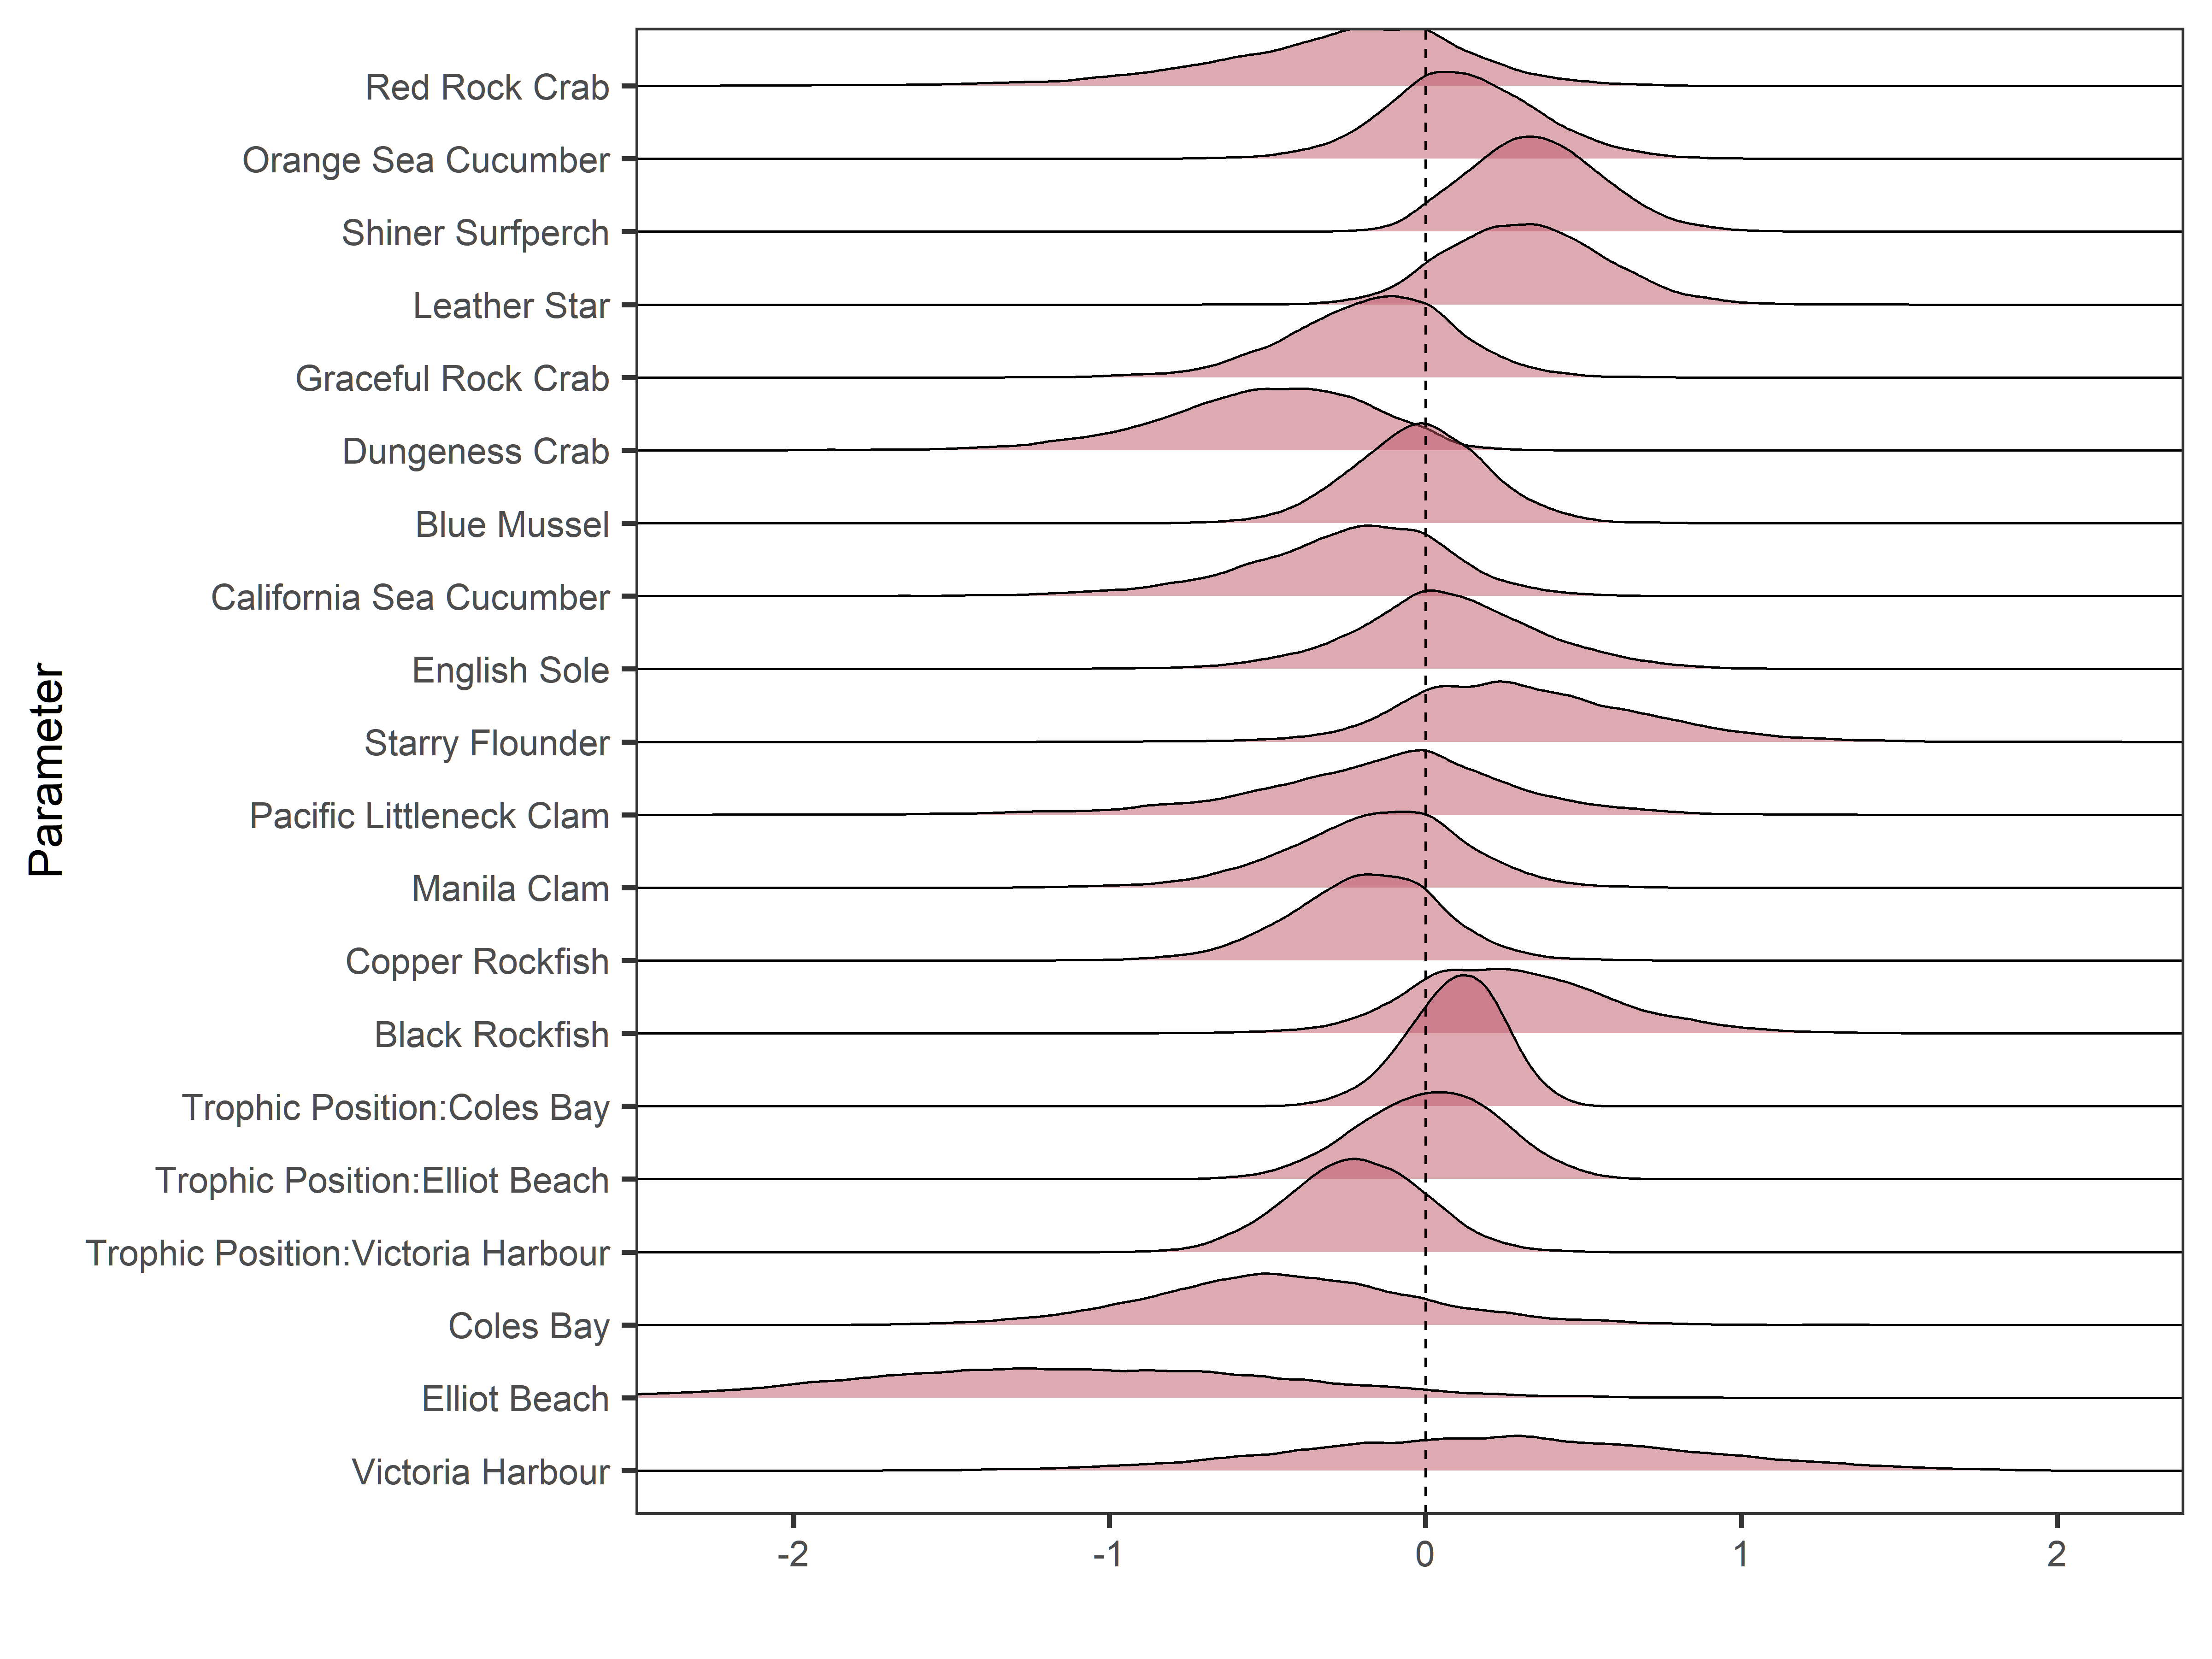 Parameter
Red Rock Crab
Orange Sea Cucumber
Shiner Surfperch
Leather Star
Graceful Rock Crab
Dungeness Crab
Blue Mussel
California Sea Cucumber
English Sole
Starry Flounder
Pacific Littleneck Clam
Manila Clam
Copper Rockfish
Black Rockfish
Trophic Position:Coles Bay
Trophic Position:Elliot Beach
Trophic Position:Victoria Harbour
Coles Bay
Elliot Beach
Victoria Harbour
-2 -1 0 1 2